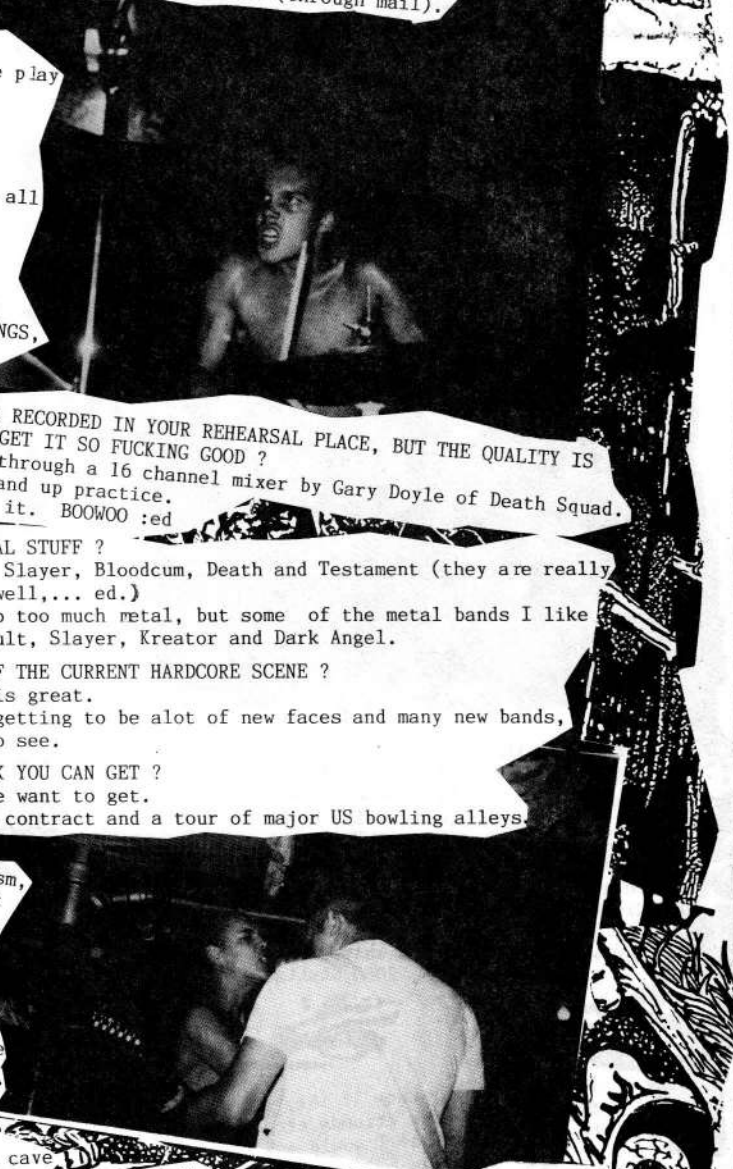 (through mail).
play
all
NGS,
RECORDED IN YOUR REHEARSAL PLACE, BUT THE QUALITY IS
GET IT SO FUCKING GOOD ?
through a 16 channel mixer by Gary Doyle of Death Squad.
and up practice.
it. BOOWOO :ed
AL STUFF ?
Slayer, Bloodcum, Death and Testament (they are really
well,... ed.)
too much metal, but some of the metal bands I like
ult, Slayer, Kreator and Dark Angel.
F THE CURRENT HARDCORE SCENE ?
is great.
getting to be alot of new faces and many new bands,
o see.
K YOU CAN GET ?
e want to get.
contract and a tour of major US bowling alleys.
sm,
cave